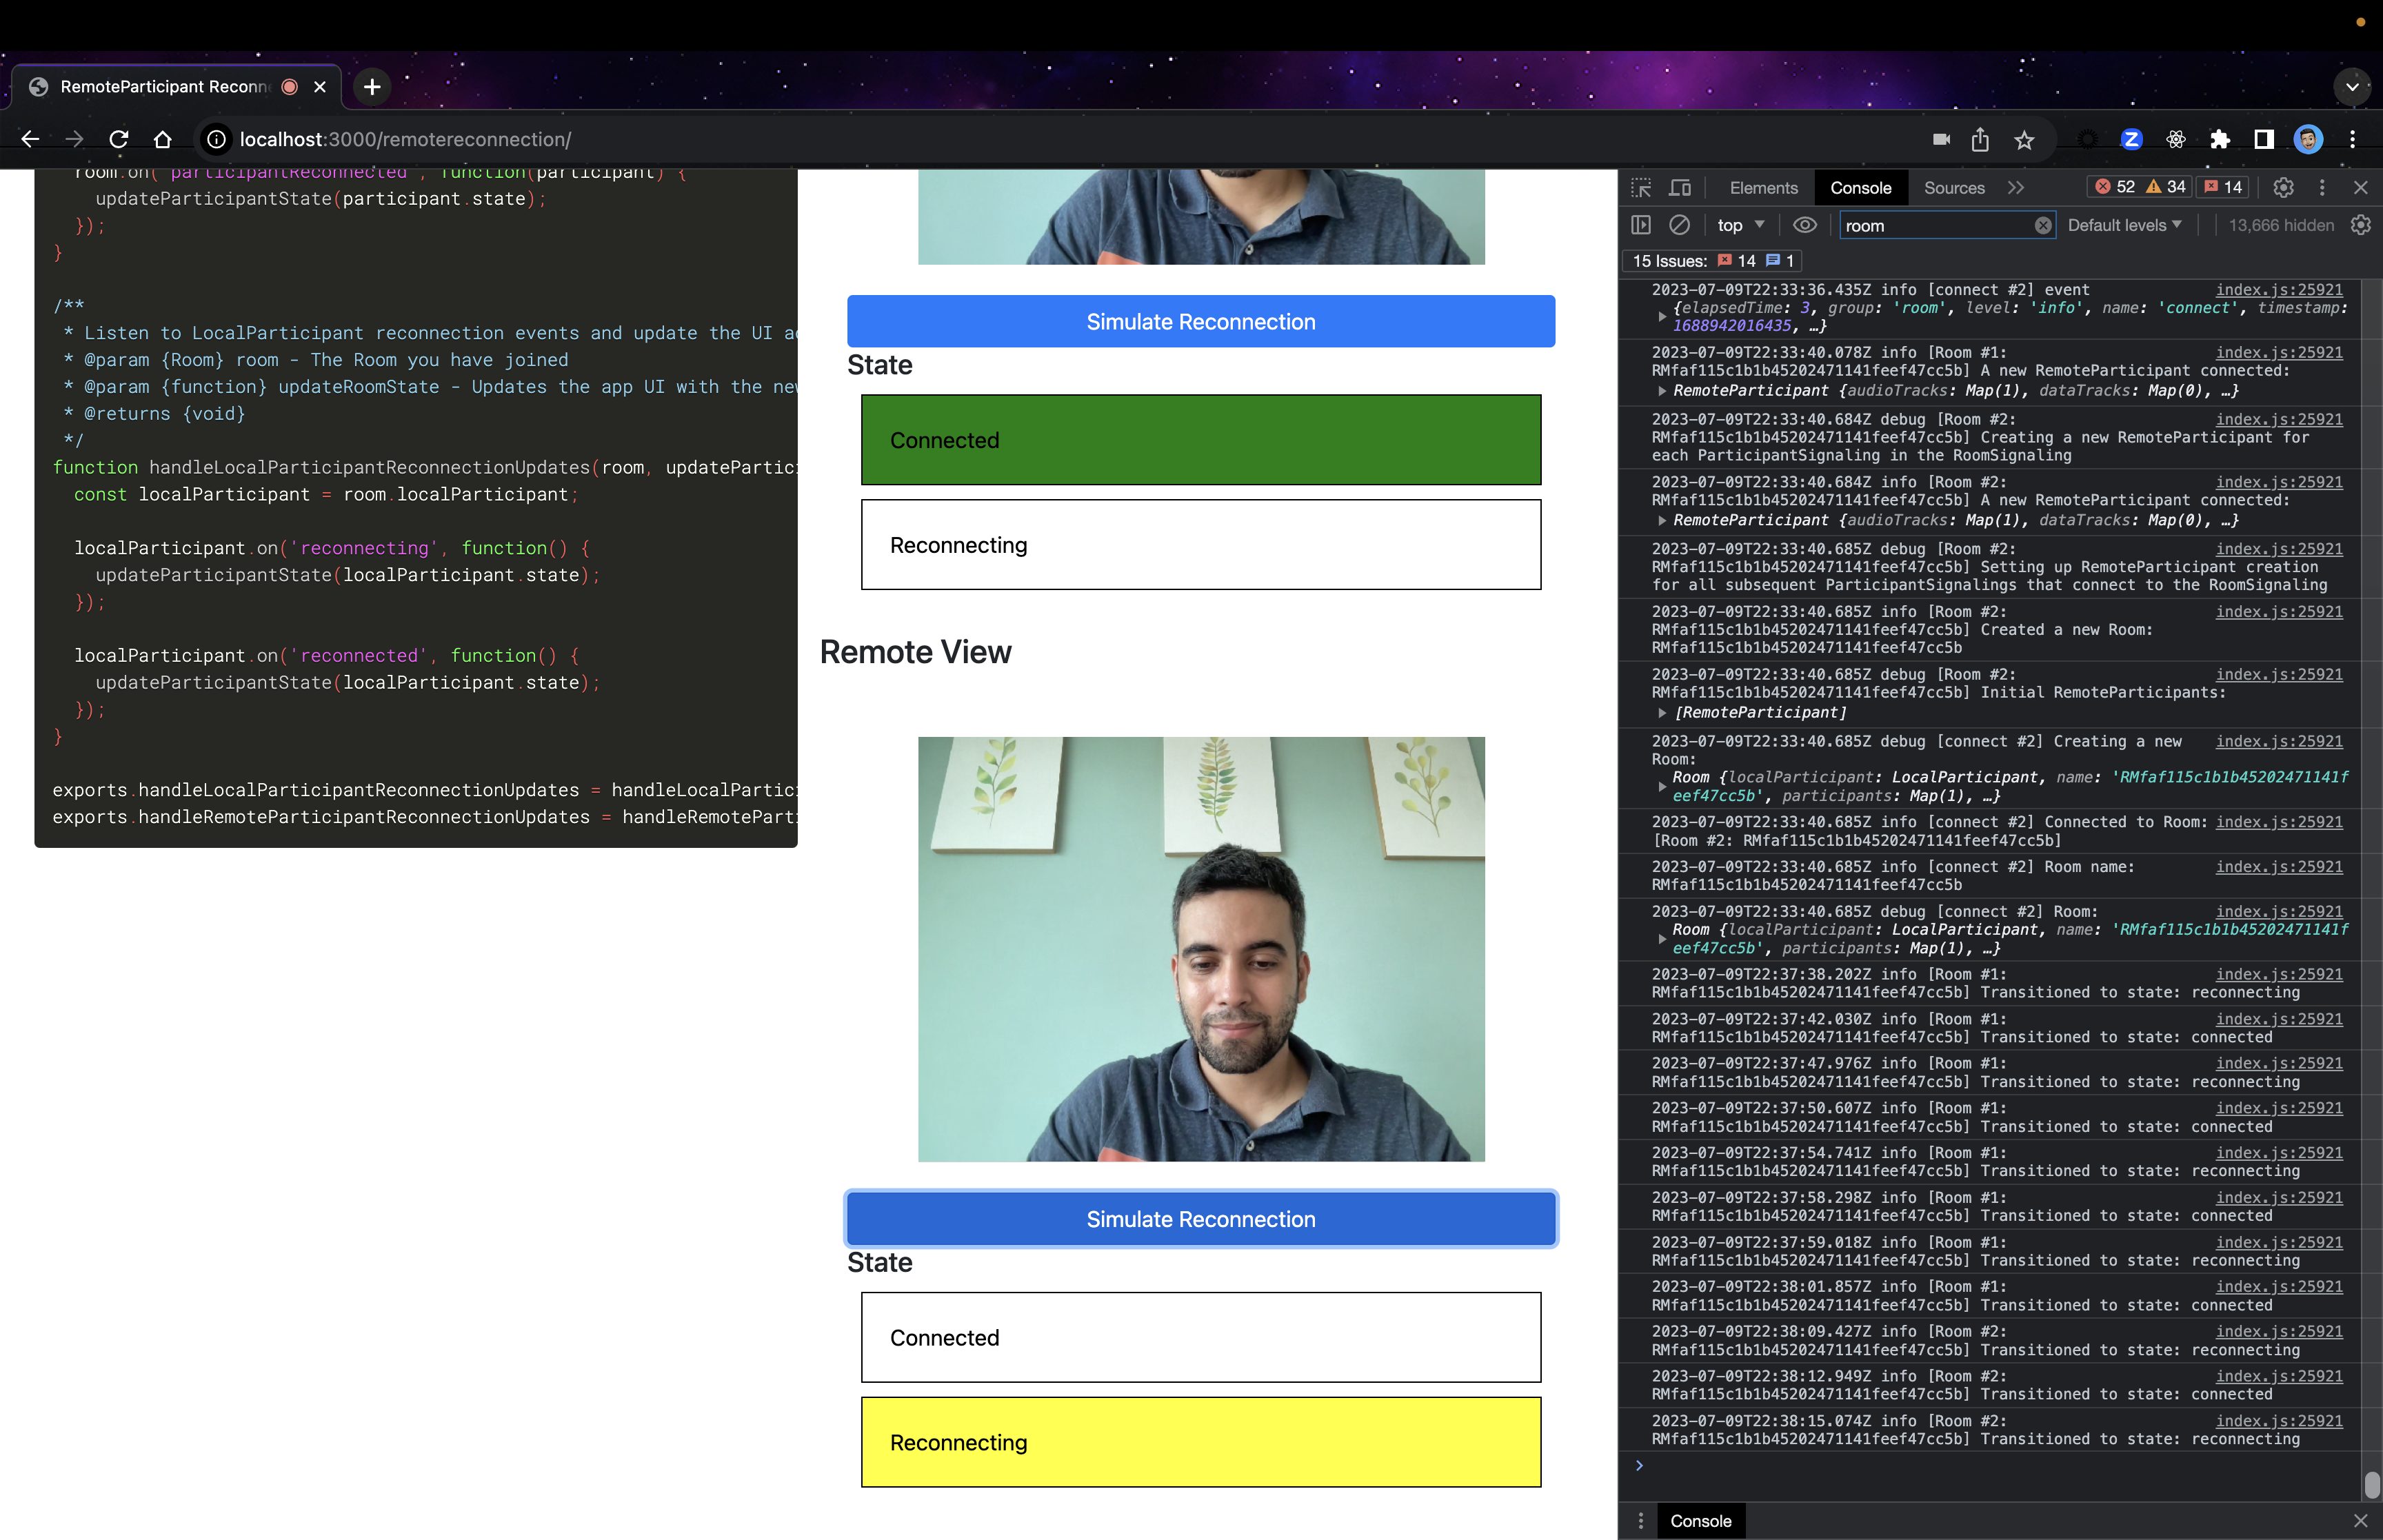 RemoteParticipant Reconn
localhost:3000/remotereconnection/
room.on('participantReconnected', function(participant) {
updateParticipantState(participant.state);
});
}
/**
* Listen to LocalParticipant reconnection events and update the UI a
* @param {Room} room - The Room you have joined
* @param {function} updateRoomState - Updates the app UI with the ne
* @returns {void}
*/
function handleLocalParticipantReconnectionUpdates(room, updatePartici
const localParticipant = room.localParticipant;
localParticipant.on('reconnecting', function() {
updateParticipantState(localParticipant.state);
});
localParticipant.on('reconnected', function() {
updateParticipantState(localParticipant.state);
});
}
exports.handleLocalParticipantReconnectionUpdates = handleLocalPartic
exports.handleRemoteParticipantReconnectionUpdates = handleRemotePart
Simulate Reconnection
State
Connected
Reconnecting
Remote View
Simulate Reconnection
State
Connected
Reconnecting
Elements Console Sources 52 34 14
top room Default levels 13,666 hidden
15 Issues: 14 1
2023-07-09T22:33:36.435Z info [connect #2] event index.js:25921
{elapsedTime: 3, group: 'room', level: 'info', name: 'connect', timestamp:
1688942016435, …}
2023-07-09T22:33:40.078Z info [Room #1: index.js:25921
RMfaf115c1b1b45202471141feef47cc5b] A new RemoteParticipant connected:
RemoteParticipant {audioTracks: Map(1), dataTracks: Map(0), …}
2023-07-09T22:33:40.684Z debug [Room #2: index.js:25921
RMfaf115c1b1b45202471141feef47cc5b] Creating a new RemoteParticipant for
each ParticipantSignaling in the RoomSignaling
2023-07-09T22:33:40.684Z info [Room #2: index.js:25921
RMfaf115c1b1b45202471141feef47cc5b] A new RemoteParticipant connected:
RemoteParticipant {audioTracks: Map(1), dataTracks: Map(0), …}
2023-07-09T22:33:40.685Z debug [Room #2: index.js:25921
RMfaf115c1b1b45202471141feef47cc5b] Setting up RemoteParticipant creation
for all subsequent ParticipantSignalings that connect to the RoomSignaling
2023-07-09T22:33:40.685Z info [Room #2: index.js:25921
RMfaf115c1b1b45202471141feef47cc5b] Created a new Room:
RMfaf115c1b1b45202471141feef47cc5b
2023-07-09T22:33:40.685Z debug [Room #2: index.js:25921
RMfaf115c1b1b45202471141feef47cc5b] Initial RemoteParticipants:
[RemoteParticipant]
2023-07-09T22:33:40.685Z debug [connect #2] Creating a new index.js:25921
Room:
Room {localParticipant: LocalParticipant, name: 'RMfaf115c1b1b45202471141f
eef47cc5b', participants: Map(1), …}
2023-07-09T22:33:40.685Z info [connect #2] Connected to Room: index.js:25921
[Room #2: RMfaf115c1b1b45202471141feef47cc5b]
2023-07-09T22:33:40.685Z info [connect #2] Room name: index.js:25921
RMfaf115c1b1b45202471141feef47cc5b
2023-07-09T22:33:40.685Z debug [connect #2] Room: index.js:25921
Room {localParticipant: LocalParticipant, name: 'RMfaf115c1b1b45202471141f
eef47cc5b', participants: Map(1), …}
2023-07-09T22:37:38.202Z info [Room #1: index.js:25921
RMfaf115c1b1b45202471141feef47cc5b] Transitioned to state: reconnecting
2023-07-09T22:37:42.030Z info [Room #1: index.js:25921
RMfaf115c1b1b45202471141feef47cc5b] Transitioned to state: connected
2023-07-09T22:37:47.976Z info [Room #1: index.js:25921
RMfaf115c1b1b45202471141feef47cc5b] Transitioned to state: reconnecting
2023-07-09T22:37:50.607Z info [Room #1: index.js:25921
RMfaf115c1b1b45202471141feef47cc5b] Transitioned to state: connected
2023-07-09T22:37:54.741Z info [Room #1: index.js:25921
RMfaf115c1b1b45202471141feef47cc5b] Transitioned to state: reconnecting
2023-07-09T22:37:58.298Z info [Room #1: index.js:25921
RMfaf115c1b1b45202471141feef47cc5b] Transitioned to state: connected
2023-07-09T22:37:59.018Z info [Room #1: index.js:25921
RMfaf115c1b1b45202471141feef47cc5b] Transitioned to state: reconnecting
2023-07-09T22:38:01.857Z info [Room #1: index.js:25921
RMfaf115c1b1b45202471141feef47cc5b] Transitioned to state: connected
2023-07-09T22:38:09.427Z info [Room #2: index.js:25921
RMfaf115c1b1b45202471141feef47cc5b] Transitioned to state: reconnecting
2023-07-09T22:38:12.949Z info [Room #2: index.js:25921
RMfaf115c1b1b45202471141feef47cc5b] Transitioned to state: connected
2023-07-09T22:38:15.074Z info [Room #2: index.js:25921
RMfaf115c1b1b45202471141feef47cc5b] Transitioned to state: reconnecting
Console